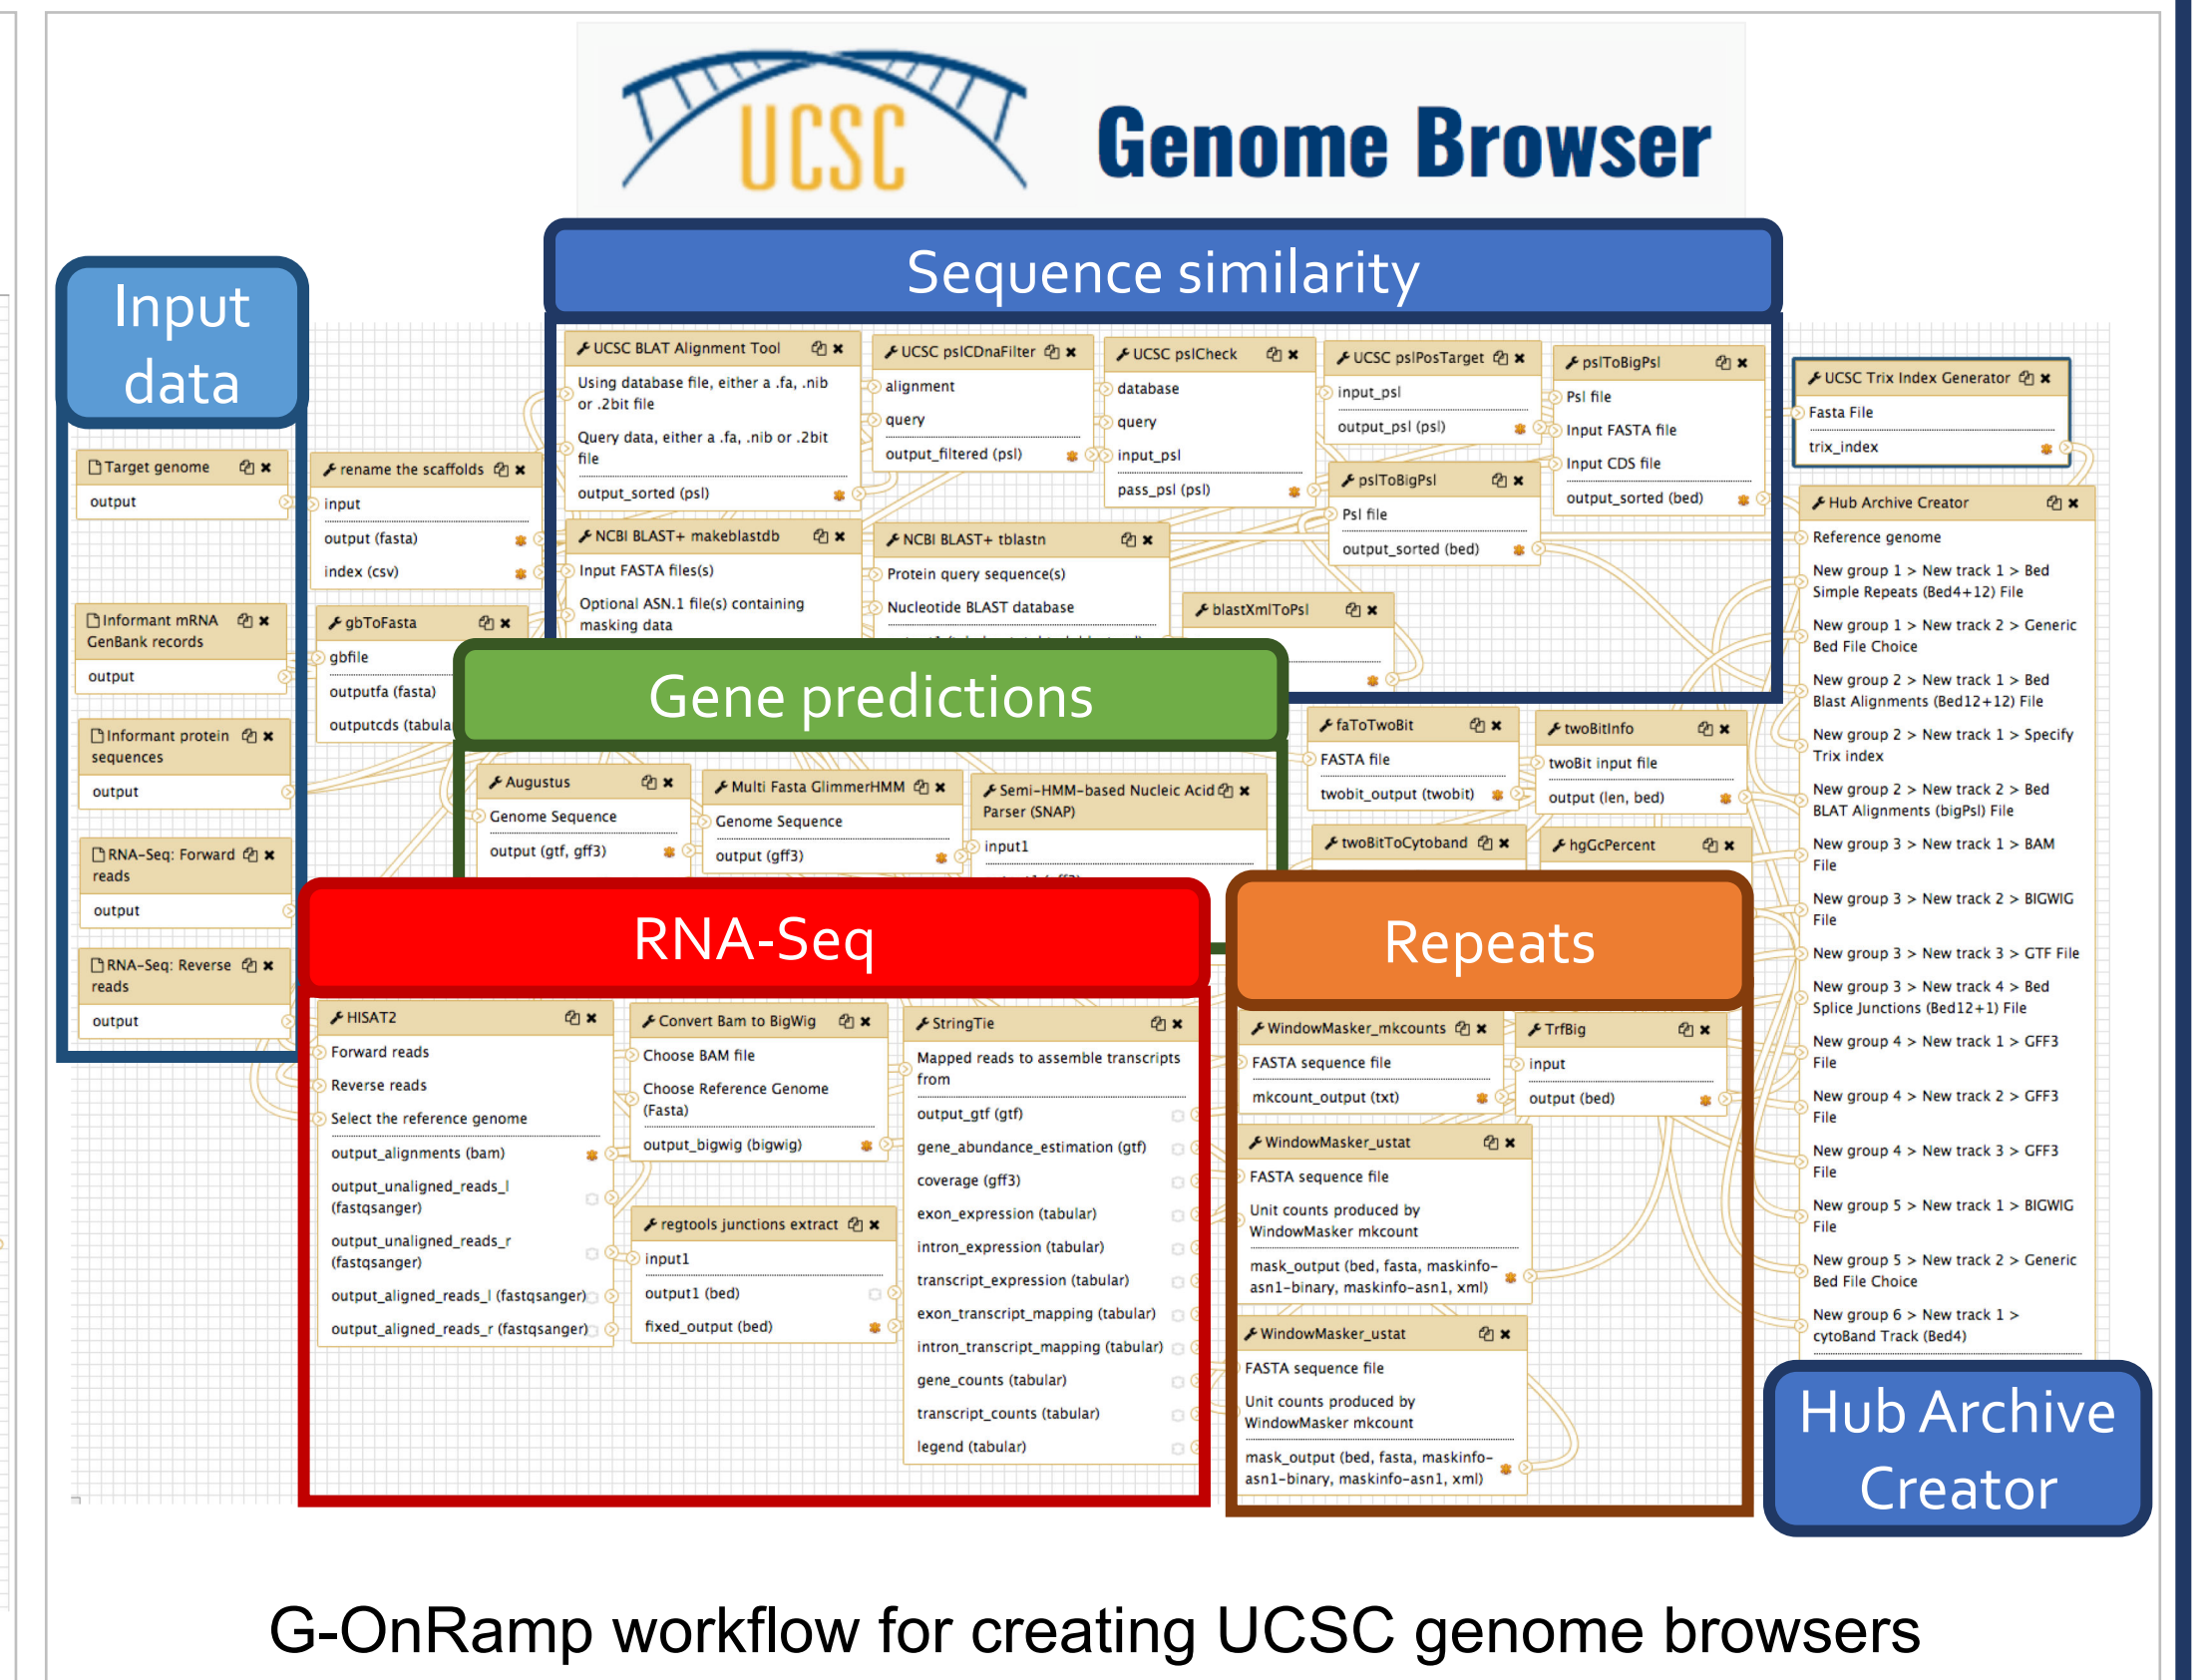 UCSC
Genome Browser
Sequence similarity
Input
data
Target genome
output
Informant mRNA
GenBank records
output
Informant protein
sequences
output
RNA-Seq: Forward
reads
output
RNA-Seq: Reverse
reads
output
rename the scaffolds
input
output (fasta)
index (csv)
gbToFasta
gbfile
outputfa (fasta)
outputcds (tabula
UCSC BLAT Alignment Tool
Using database file, either a .fa, .nib
or .2bit file
Query data, either a .fa, .nib or .2bit
file
output_sorted (psl)
UCSC pslCDnaFilter
alignment
query
output_filtered (psl)
UCSC pslCheck
database
query
input_psl
pass_psl (psl)
UCSC pslPosTarget
input_psl
output_psl (psl)
pslToBigPsl
Psl file
Input FASTA file
Input CDS file
output_sorted (bed)
pslToBigPsl
Psl file
output_sorted (bed)
NCBI BLAST+ makeblastdb
Input FASTA files(s)
Optional ASN.1 file(s) containing
masking data
NCBI BLAST+ tblastn
Protein query sequence(s)
Nucleotide BLAST database
blastXmlToPsl
UCSC Trix Index Generator
Fasta File
trix_index
Hub Archive Creator
Reference genome
New group 1 > New track 1 > Bed
Simple Repeats (Bed4+12) File
New group 1 > New track 2 > Generic
Bed File Choice
New group 2 > New track 1 > Bed
Blast Alignments (Bed12+12) File
New group 2 > New track 1 > Specify
Trix index
New group 2 > New track 2 > Bed
BLAT Alignments (bigPsl) File
New group 3 > New track 1 > BAM
File
New group 3 > New track 2 > BIGWIG
File
New group 3 > New track 3 > GTF File
New group 3 > New track 4 > Bed
Splice Junctions (Bed12+1) File
New group 4 > New track 1 > GFF3
File
New group 4 > New track 2 > GFF3
File
New group 4 > New track 3 > GFF3
File
New group 5 > New track 1 > BIGWIG
File
New group 5 > New track 2 > Generic
Bed File Choice
New group 6 > New track 1 >
cytoBand Track (Bed4)
Gene predictions
Augustus
Genome Sequence
output (gtf, gff3)
Multi Fasta GlimmerHMM
Genome Sequence
output (gff3)
Semi-HMM-based Nucleic Acid
Parser (SNAP)
input1
faToTwoBit
FASTA file
twobit_output (twobit)
twoBitInfo
twoBit input file
output (len, bed)
twoBitToCytoband
hgGcPercent
RNA-Seq
HISAT2
Forward reads
Reverse reads
Select the reference genome
output_alignments (bam)
output_unaligned_reads_l
(fastqsanger)
output_unaligned_reads_r
(fastqsanger)
output_aligned_reads_l (fastqsanger)
output_aligned_reads_r (fastqsanger)
Convert Bam to BigWig
Choose BAM file
Choose Reference Genome
(Fasta)
output_bigwig (bigwig)
regtools junctions extract
input1
output1 (bed)
fixed_output (bed)
StringTie
Mapped reads to assemble transcripts
from
output_gtf (gtf)
gene_abundance_estimation (gtf)
coverage (gff3)
exon_expression (tabular)
intron_expression (tabular)
transcript_expression (tabular)
exon_transcript_mapping (tabular)
intron_transcript_mapping (tabular)
gene_counts (tabular)
transcript_counts (tabular)
legend (tabular)
Repeats
WindowMasker_mkcounts
FASTA sequence file
mkcount_output (txt)
TrfBig
input
output (bed)
WindowMasker_ustat
FASTA sequence file
Unit counts produced by
WindowMasker mkcount
mask_output (bed, fasta, maskinfo-
asn1-binary, maskinfo-asn1, xml)
WindowMasker_ustat
FASTA sequence file
Unit counts produced by
WindowMasker mkcount
mask_output (bed, fasta, maskinfo-
asn1-binary, maskinfo-asn1, xml)
Hub Archive
Creator
G-OnRamp workflow for creating UCSC genome browsers